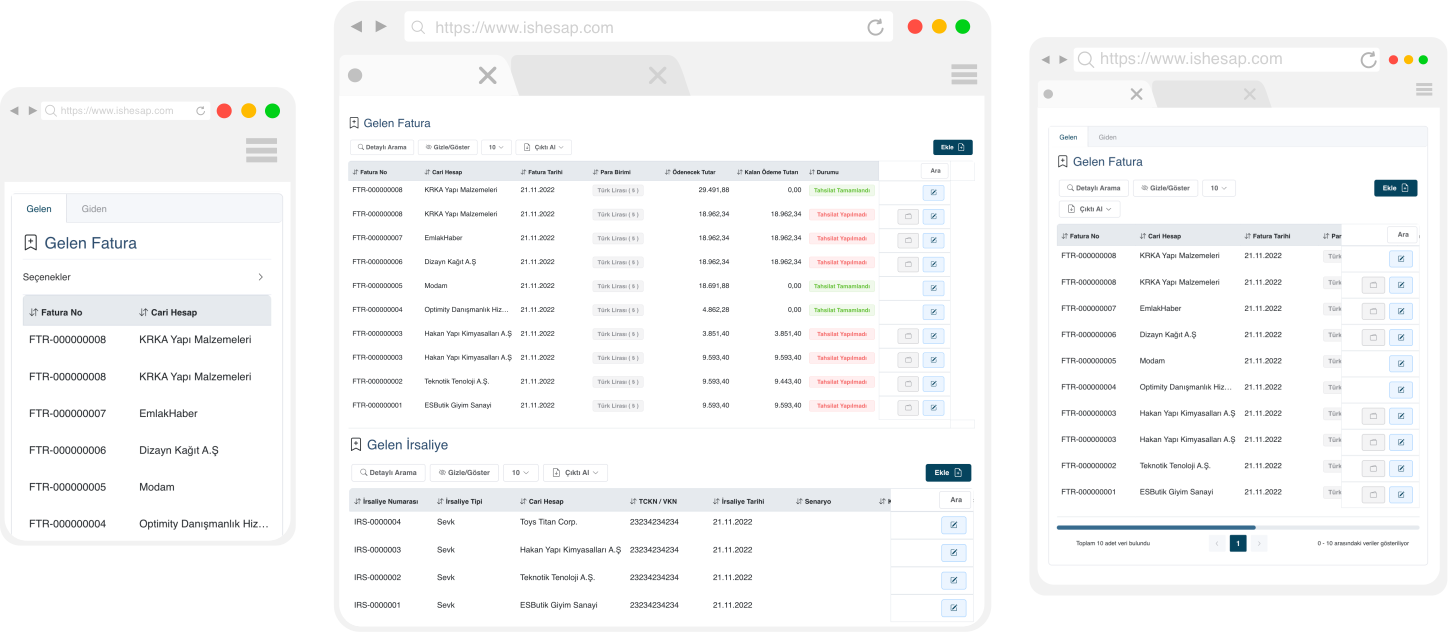 https://www.ishesap.com
Gelen Giden
Gelen Fatura
Seçenekler
Fatura No Cari Hesap
FTR-000000008 KRKA Yapı Malzemeleri
FTR-000000008 KRKA Yapı Malzemeleri
FTR-000000007 EmlakHaber
FTR-000000006 Dizayn Kağıt A.Ş
FTR-000000005 Modam
FTR-000000004 Optimity Danışmanlık Hiz...
https://www.ishesap.com
Gelen Fatura
Detaylı Arama Gizle/Göster 10 Çıktı Al Ekle
Fatura No Cari Hesap Fatura Tarihi Para Birimi Ödenecek Tutar Kalan Ödeme Tutarı Durumu Ara
FTR-000000008 KRKA Yapı Malzemeleri 21.11.2022 Türk Lirası ( ₺ ) 29.491,88 0,00 Tahsilat Tamamlandı
FTR-000000008 KRKA Yapı Malzemeleri 21.11.2022 Türk Lirası ( ₺ ) 18.962,34 18.962,34 Tahsilat Yapılmadı
FTR-000000007 EmlakHaber 21.11.2022 Türk Lirası ( ₺ ) 18.962,34 18.962,34 Tahsilat Yapılmadı
FTR-000000006 Dizayn Kağıt A.Ş 21.11.2022 Türk Lirası ( ₺ ) 18.962,34 18.962,34 Tahsilat Yapılmadı
FTR-000000005 Modam 21.11.2022 Türk Lirası ( ₺ ) 18.691,88 0,00 Tahsilat Tamamlandı
FTR-000000004 Optimity Danışmanlık Hiz... 21.11.2022 Türk Lirası ( ₺ ) 4.862,28 0,00 Tahsilat Tamamlandı
FTR-000000003 Hakan Yapı Kimyasalları A.Ş 21.11.2022 Türk Lirası ( ₺ ) 3.851,40 3.851,40 Tahsilat Yapılmadı
FTR-000000003 Hakan Yapı Kimyasalları A.Ş 21.11.2022 Türk Lirası ( ₺ ) 9.593,40 9.593,40 Tahsilat Yapılmadı
FTR-000000002 Teknotik Tenoloji A.Ş. 21.11.2022 Türk Lirası ( ₺ ) 9.593,40 9.443,40 Tahsilat Yapılmadı
FTR-000000001 ESButik Giyim Sanayi 21.11.2022 Türk Lirası ( ₺ ) 9.593,40 9.593,40 Tahsilat Yapılmadı
Gelen İrsaliye
Detaylı Arama Gizle/Göster 10 Çıktı Al Ekle
İrsaliye Numarası İrsaliye Tipi Cari Hesap TCKN / VKN İrsaliye Tarihi Senaryo Ara
IRS-0000004 Sevk Toys Titan Corp. 23234234234 21.11.2022
IRS-0000003 Sevk Hakan Yapı Kimyasalları A.Ş 23234234234 21.11.2022
IRS-0000002 Sevk Teknotik Tenoloji A.Ş. 23234234234 21.11.2022
IRS-0000001 Sevk ESButik Giyim Sanayi 23234234234 21.11.2022
https://www.ishesap.com
Gelen Giden
Gelen Fatura
Detaylı Arama Gizle/Göster 10 Ekle
Çıktı Al
Fatura No Cari Hesap Fatura Tarihi Par Ara
FTR-000000008 KRKA Yapı Malzemeleri 21.11.2022 Türk
FTR-000000008 KRKA Yapı Malzemeleri 21.11.2022 Türk
FTR-000000007 EmlakHaber 21.11.2022 Türk
FTR-000000006 Dizayn Kağıt A.Ş 21.11.2022 Türk
FTR-000000005 Modam 21.11.2022 Türk
FTR-000000004 Optimity Danışmanlık Hiz... 21.11.2022 Türk
FTR-000000003 Hakan Yapı Kimyasalları A.Ş 21.11.2022 Türk
FTR-000000003 Hakan Yapı Kimyasalları A.Ş 21.11.2022 Türk
FTR-000000002 Teknotik Tenoloji A.Ş. 21.11.2022 Türk
FTR-000000001 ESButik Giyim Sanayi 21.11.2022 Türk
Toplam 10 adet veri bulundu 1 0 - 10 arasındaki veriler gösteriliyor